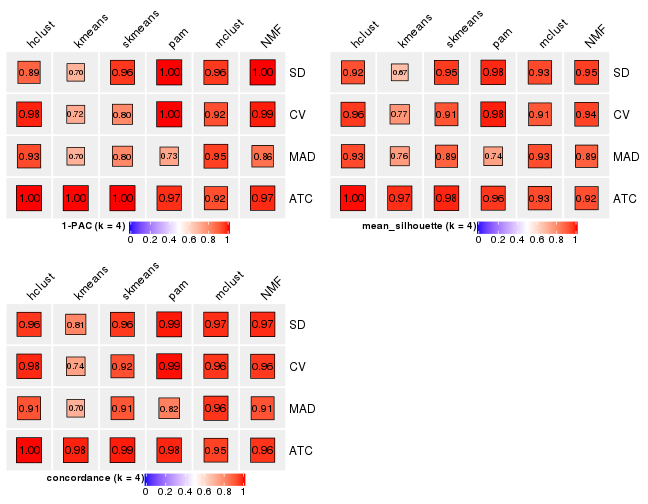 hclust kmeans skmeans pam mclust NMF
0.89 0.70 0.96 1.00 0.96 1.00 SD
0.98 0.72 0.80 1.00 0.92 0.99 CV
0.93 0.70 0.80 0.73 0.95 0.86 MAD
1.00 1.00 1.00 0.97 0.92 0.97 ATC
1-PAC (k = 4)
0 0.2 0.4 0.6 0.8 1
hclust kmeans skmeans pam mclust NMF
0.92 0.67 0.95 0.98 0.93 0.95 SD
0.96 0.77 0.91 0.98 0.91 0.94 CV
0.93 0.76 0.89 0.74 0.93 0.89 MAD
1.00 0.97 0.98 0.96 0.93 0.92 ATC
mean_silhouette (k = 4)
0 0.2 0.4 0.6 0.8 1
hclust kmeans skmeans pam mclust NMF
0.96 0.81 0.96 0.99 0.97 0.97 SD
0.98 0.74 0.92 0.99 0.96 0.96 CV
0.91 0.70 0.91 0.82 0.96 0.91 MAD
1.00 0.98 0.99 0.98 0.95 0.96 ATC
concordance (k = 4)
0 0.2 0.4 0.6 0.8 1